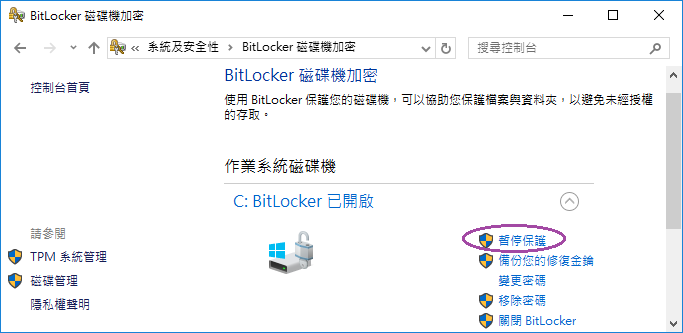 BitLocker 磁碟機加密
« 系統及安全性 › BitLocker 磁碟機加密
搜尋控制台
控制台首頁
BitLocker 磁碟機加密
使用 BitLocker 保護您的磁碟機，可以協助您保護檔案與資料夾，以避免未經授權
的存取。
作業系統磁碟機
C: BitLocker 已開啟
暫停保護
備份您的修復金鑰
變更密碼
移除密碼
關閉 BitLocker
請參閱
TPM 系統管理
磁碟管理
隱私權聲明